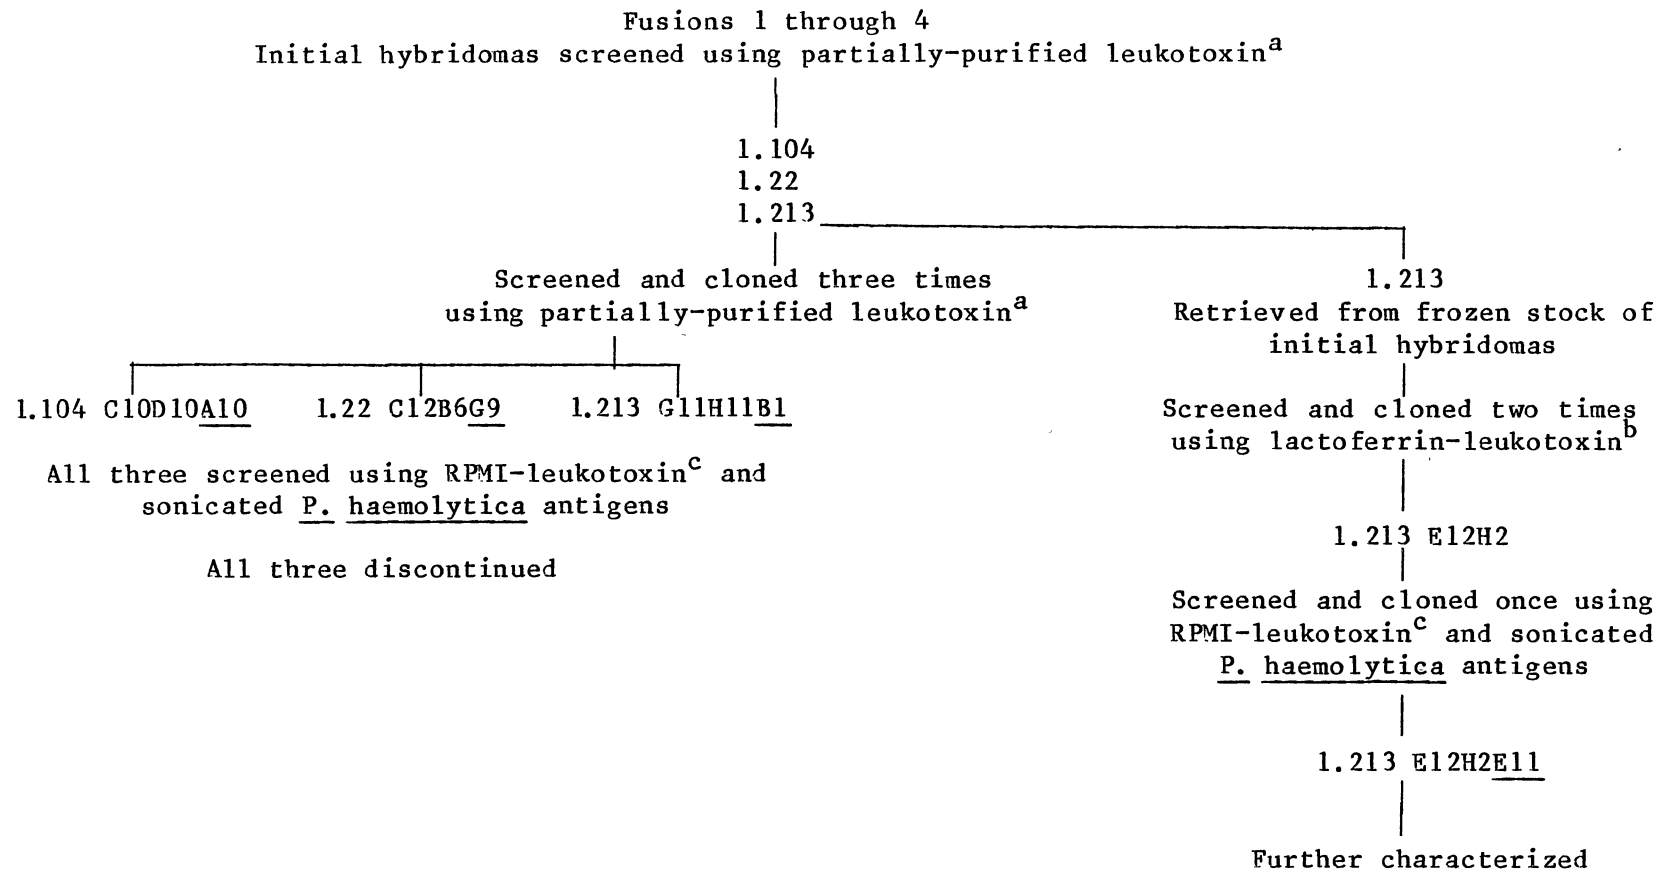 Fusions 1 through 4
Initial hybridomas screened using partially-purified leukotoxina
1.104
1.22
1.213
Screened and cloned three times
using partially-purified leukotoxina
1.104 C10D10A10
1.22 C12B6G9
1.213 G11H11B1
All three screened using RPMI-leukotoxinc and
sonicated P. haemolytica antigens
All three discontinued
1.213
Retrieved from frozen stock of
initial hybridomas
Screened and cloned two times
using lactoferrin-leukotoxinb
1.213 E12H2
Screened and cloned once using
RPMI-leukotoxinc and sonicated
P. haemolytica antigens
1.213 E12H2E11
Further characterized